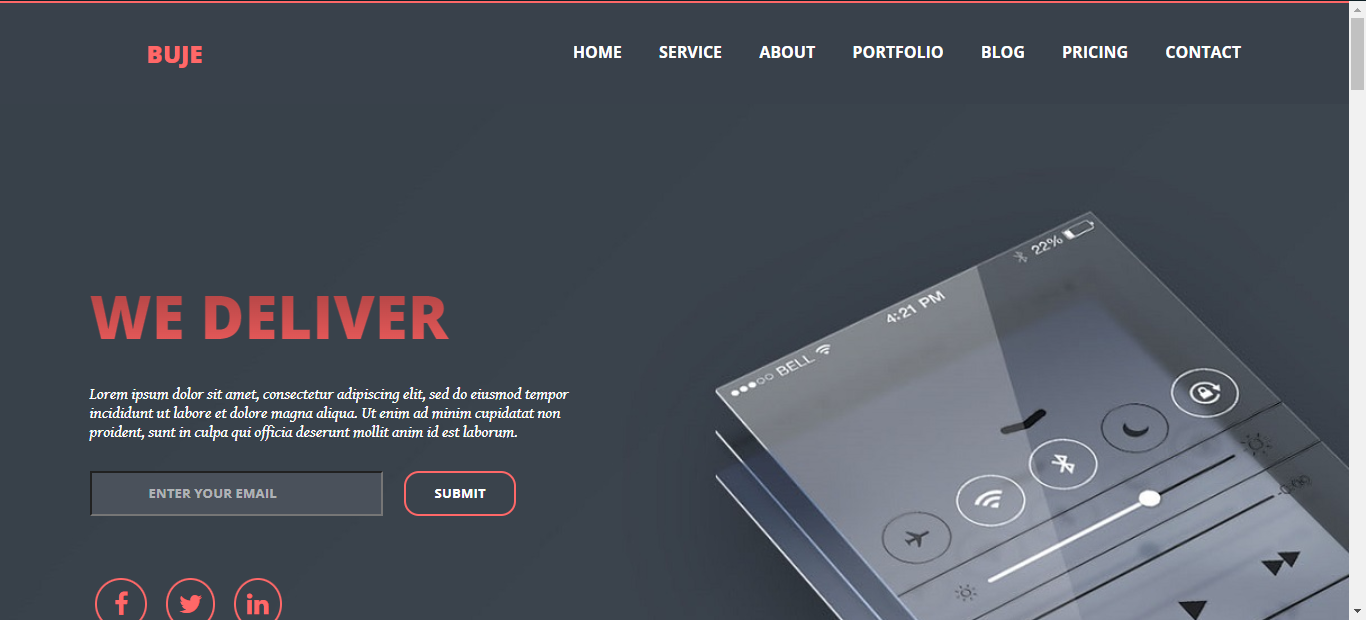 BUJE
HOME SERVICE ABOUT PORTFOLIO BLOG PRICING CONTACT
22%
4:21 PM
BELL
WE DELIVER
Lorem ipsum dolor sit amet, consectetur adipiscing elit, sed do eiusmod tempor
incididunt ut labore et dolore magna aliqua. Ut enim ad minim cupidatat non
proident, sunt in culpa qui officia deserunt mollit anim id est laborum.
ENTER YOUR EMAIL SUBMIT